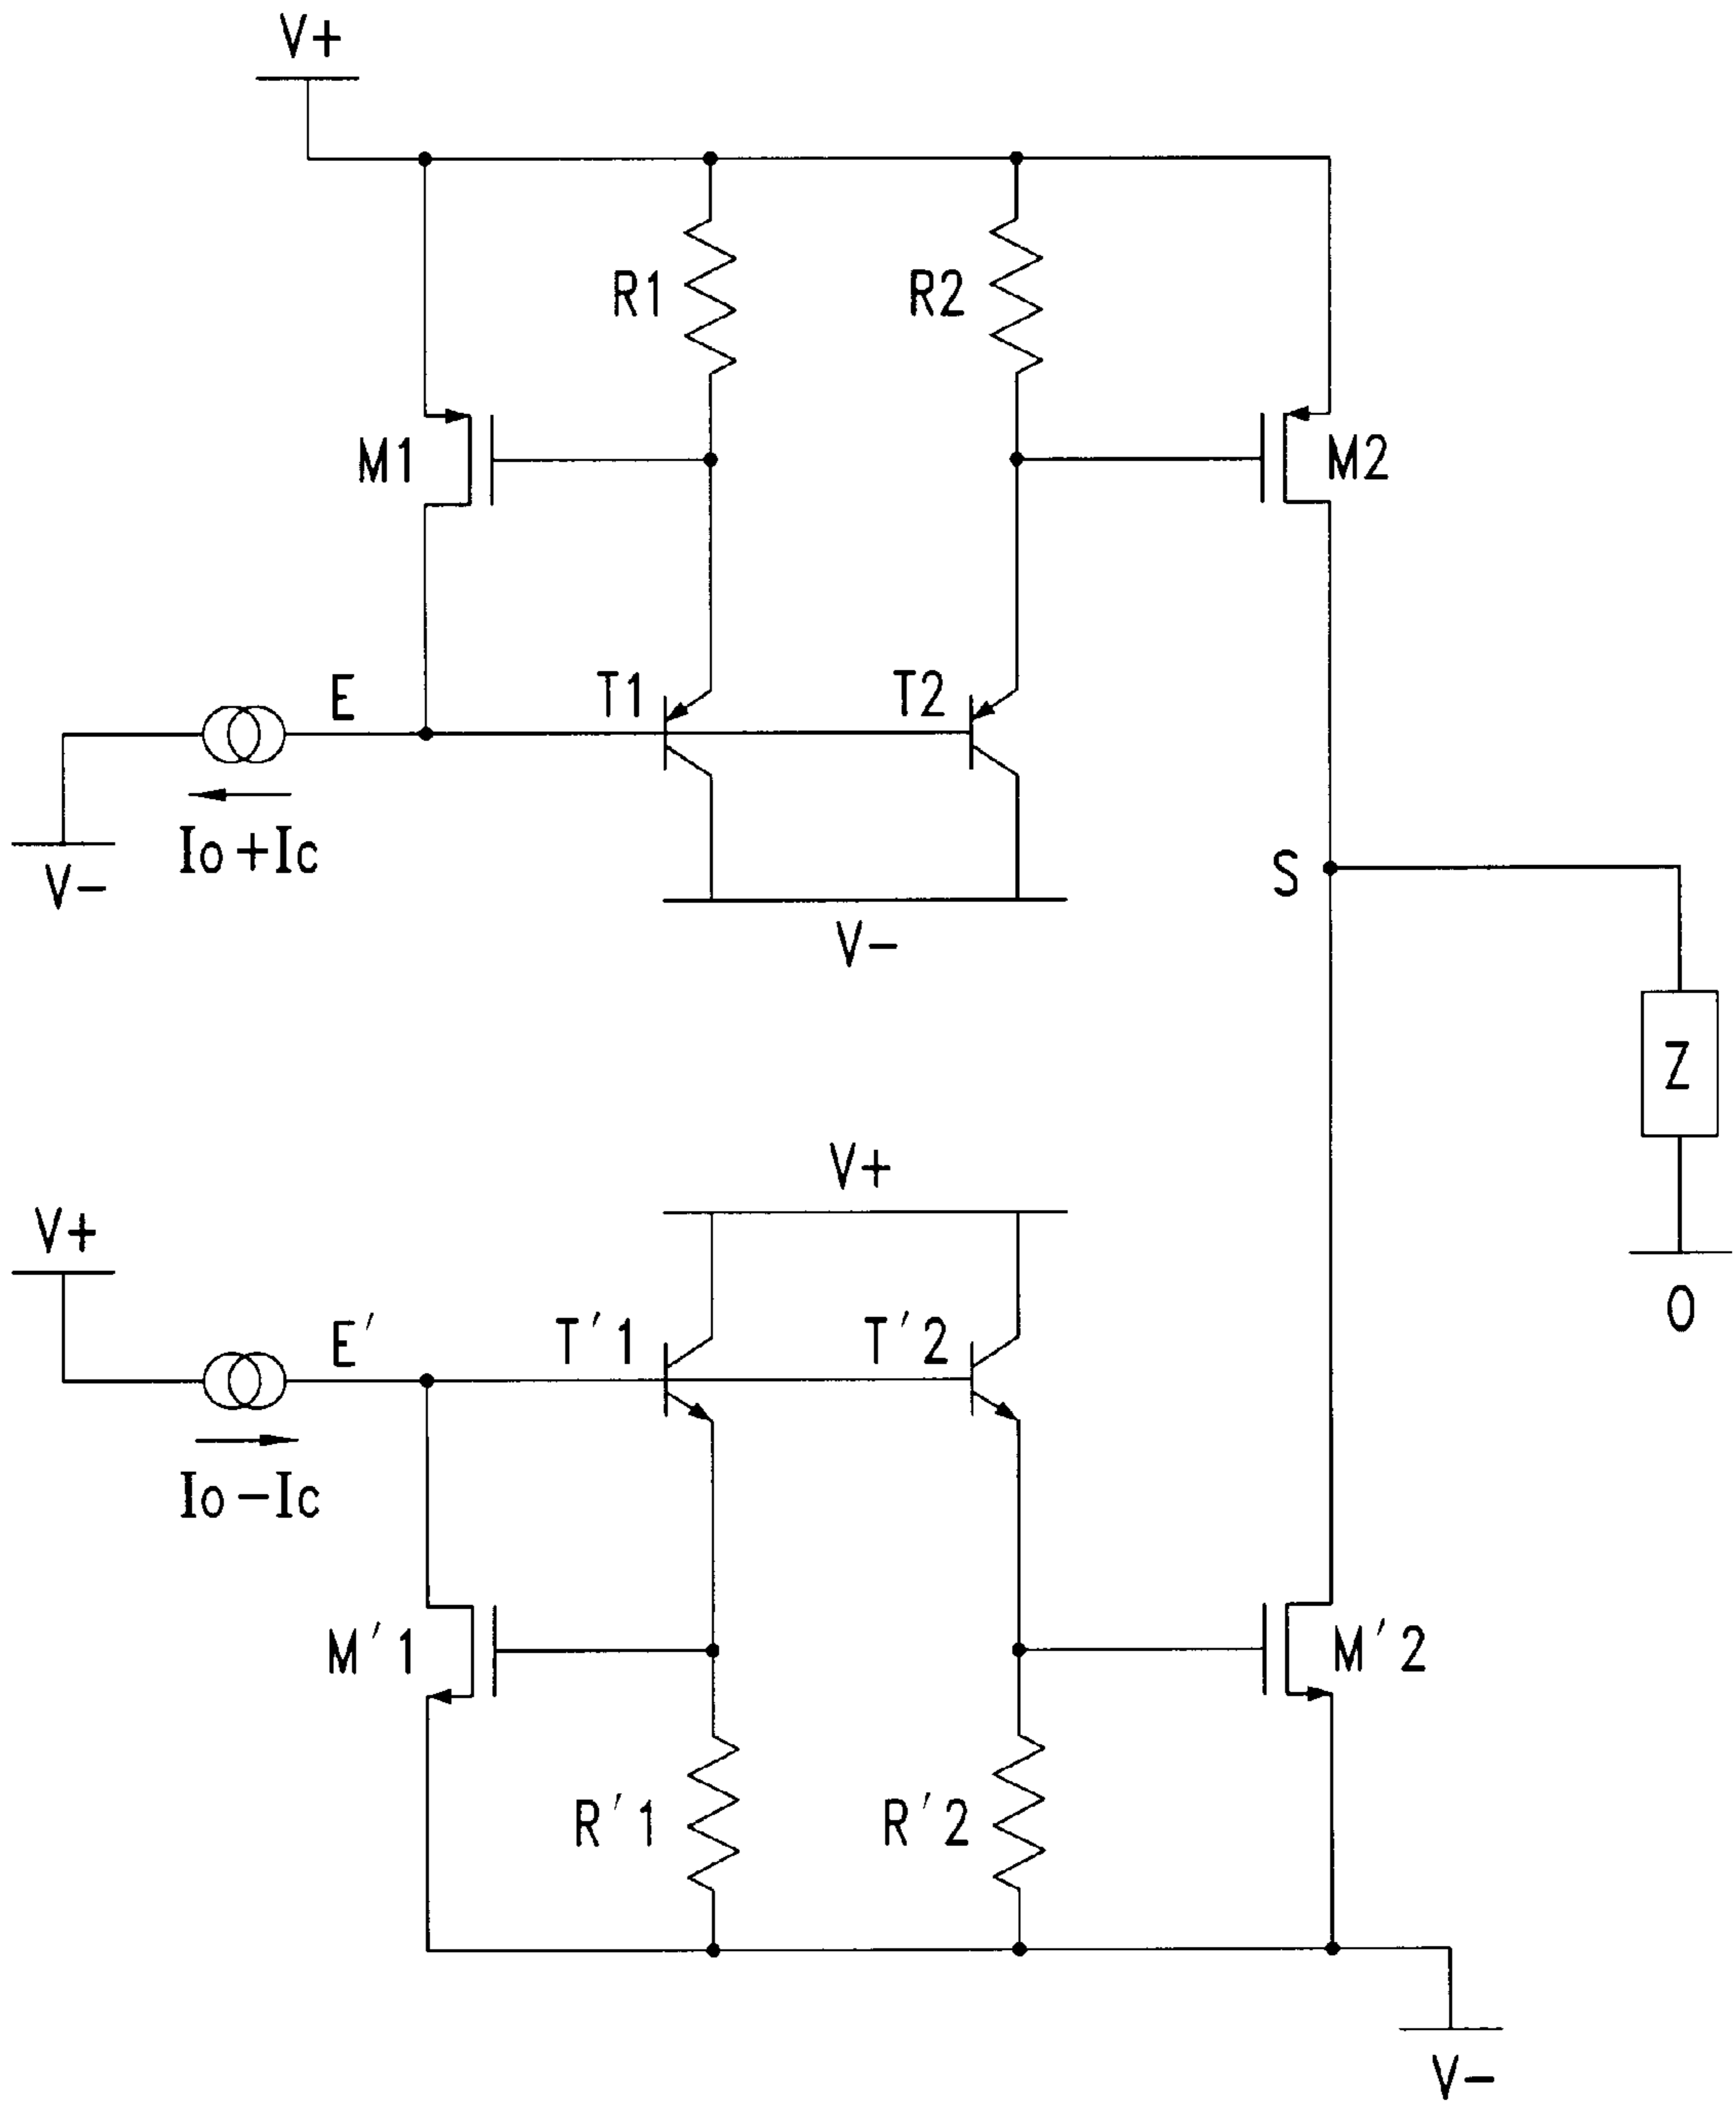 V+
R1
R2
M1
M2
E
T1
T2
Io+Ic
V-
S
V-
Z
V+
V+
O
E'
T'1
T'2
Io-Ic
M'1
M'2
R'1
R'2
V-